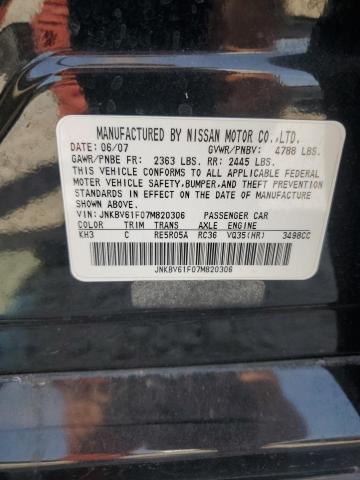 MANUFACTURED BY NISSAN MOTOR CO.,LTD.
DATE: 06/07 GVWR/PNBV: 4788 LBS.
GAWR/PNBE FR: 2363 LBS. RR: 2445 LBS.
THIS VEHICLE CONFORMS TO ALL APPLICABLE FEDERAL
MOTOR VEHICLE SAFETY,BUMPER,AND THEFT PREVENTION
STANDARDS IN EFFECT ON THE DATE OF MANUFACTURE
SHOWN ABOVE.
VIN:JNKBV61F07M820306 PASSENGER CAR
COLOR TRIM TRANS AXLE ENGINE
KH3 C RE5R05A RC36 VQ35(HR) 3498CC
JNKBV61F07M820306